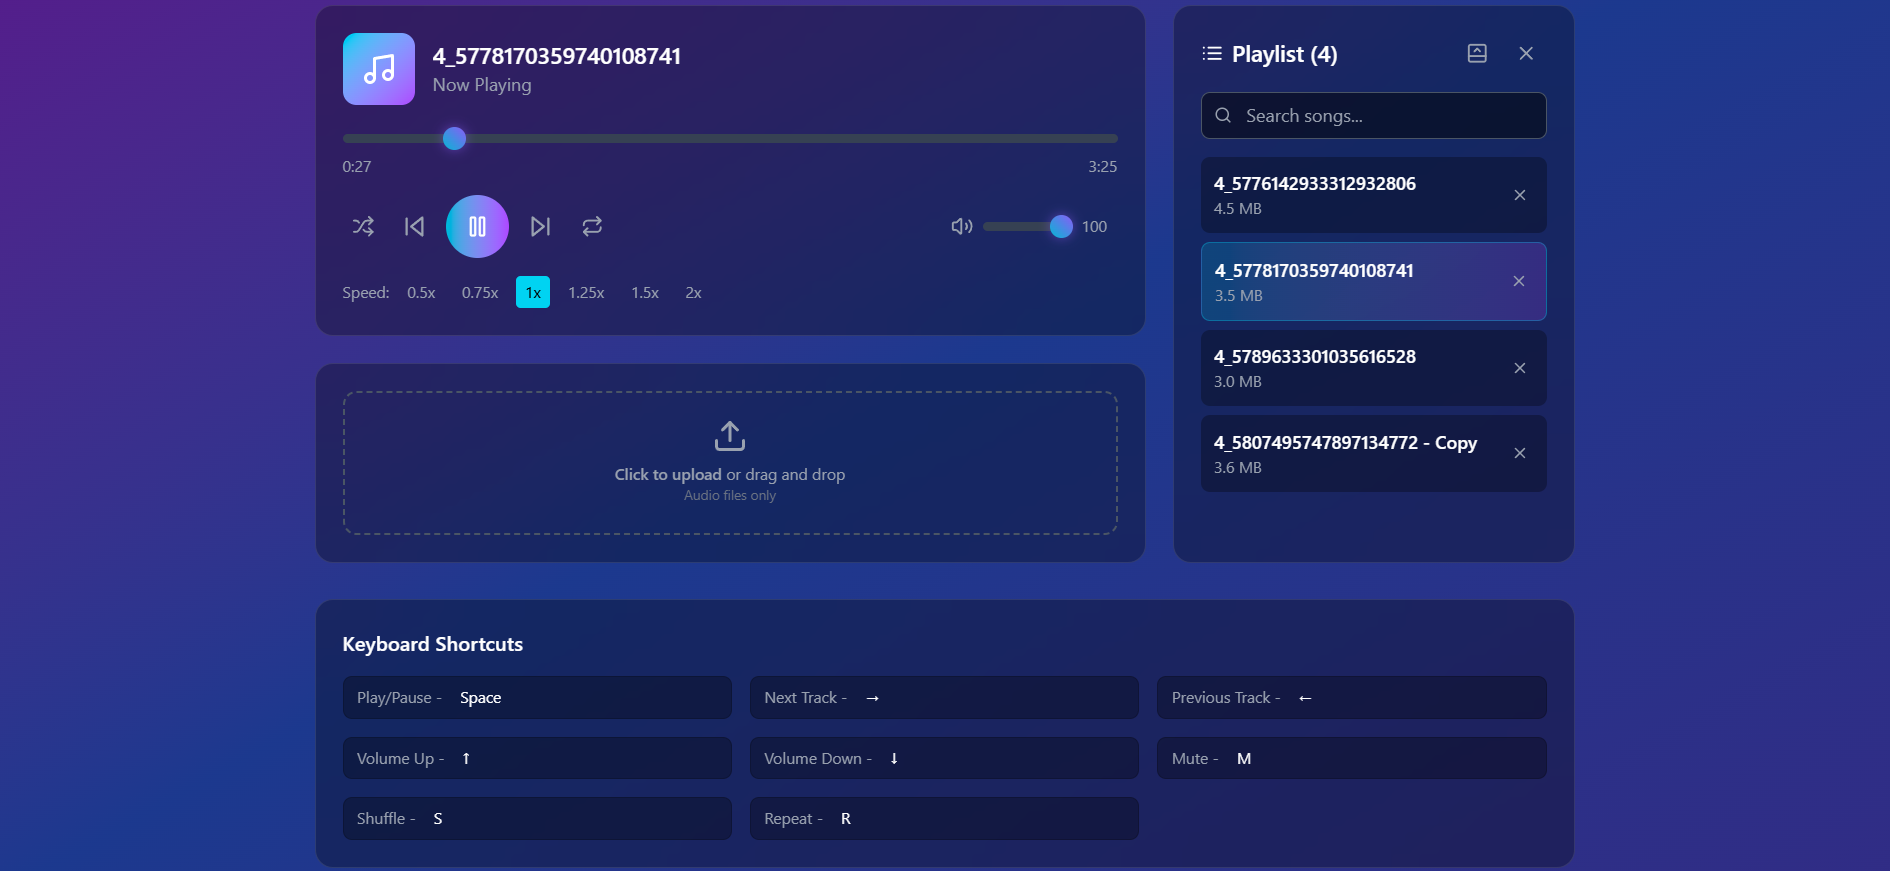 4_5778170359740108741
Now Playing
0:27
3:25
100
Speed: 0.5x 0.75x 1x 1.25x 1.5x 2x
Click to upload or drag and drop
Audio files only
Playlist (4)
Search songs...
4_5776142933312932806
4.5 MB
4_5778170359740108741
3.5 MB
4_5789633301035616528
3.0 MB
4_5807495747897134772 - Copy
3.6 MB
Keyboard Shortcuts
Play/Pause - Space
Next Track - →
Previous Track - ←
Volume Up - ↑
Volume Down - ↓
Mute - M
Shuffle - S
Repeat - R